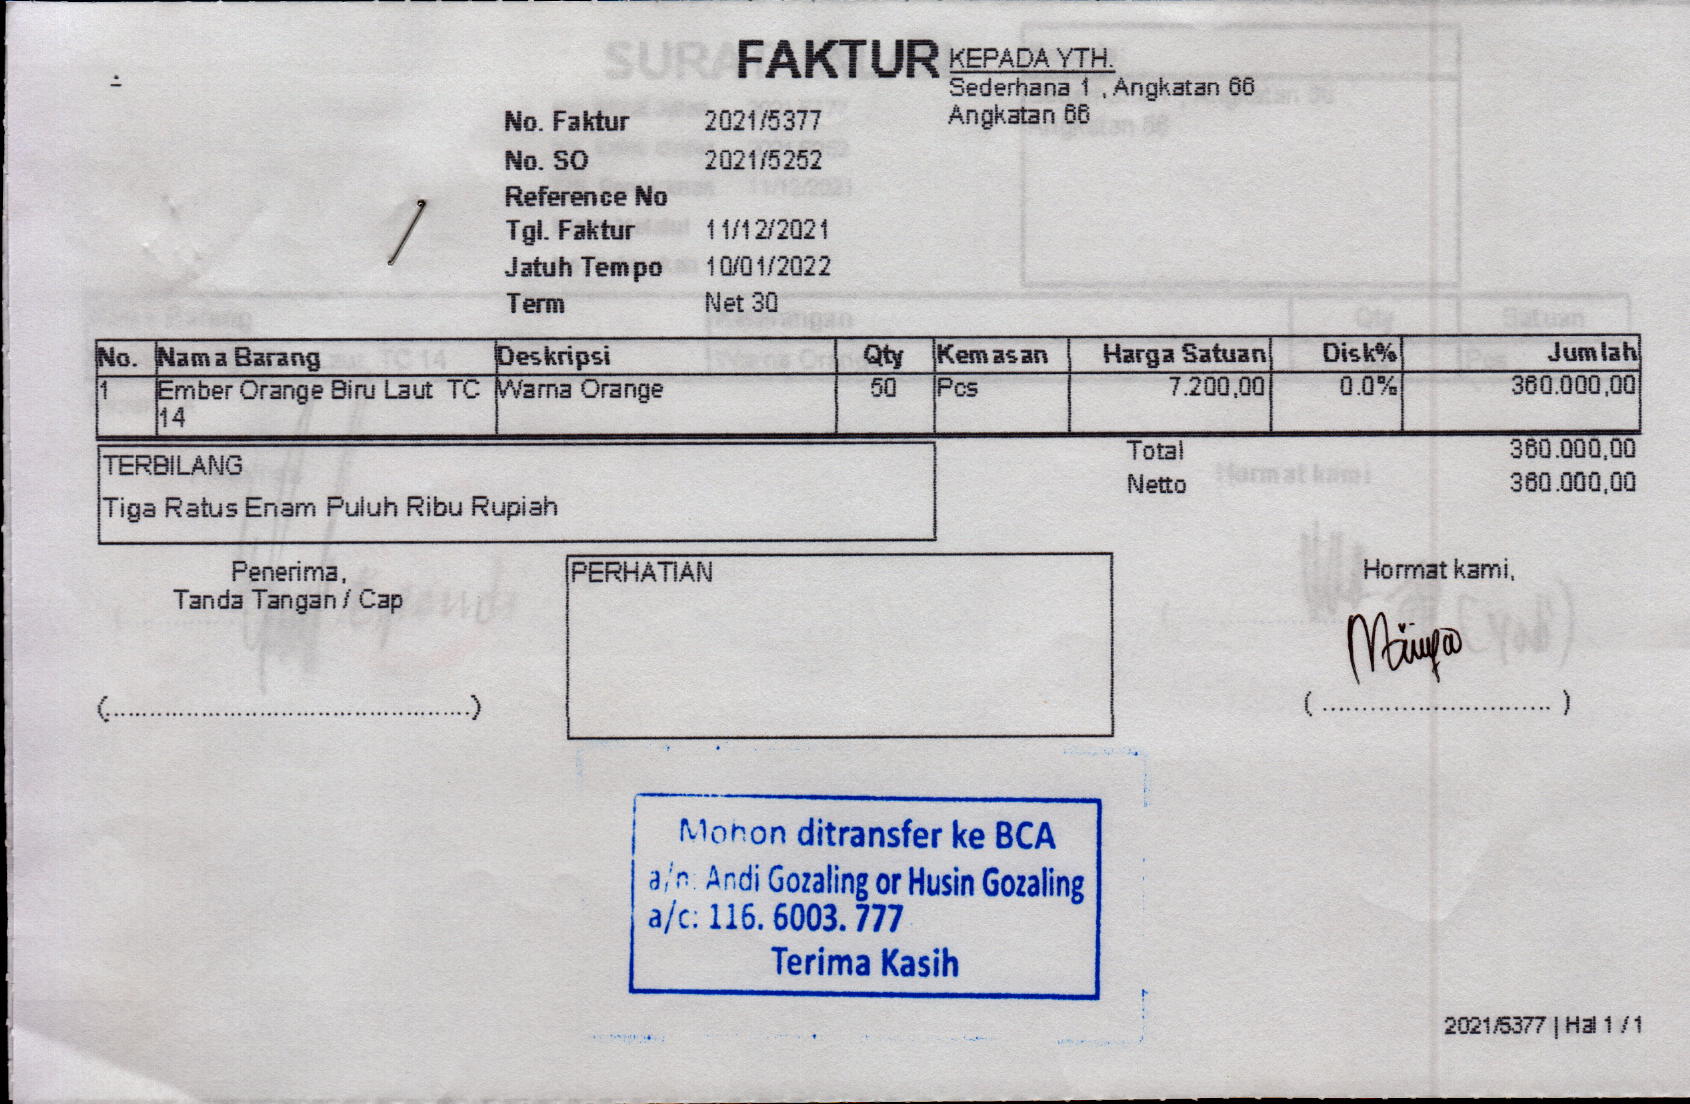 FAKTUR
KEPADA YTH.
Sederhana 1 , Angkatan 66
Angkatan 66
No. Faktur 2021/5377
No. SO 2021/5252
Reference No
Tgl. Faktur 11/12/2021
Jatuh Tempo 10/01/2022
Term Net 30
No. Nama Barang Deskripsi Qty Kemasan Harga Satuan Disk% Jumlah
1 Ember Orange Biru Laut TC Warna Orange 50 Pcs 7.200,00 0.0% 360.000,00
14
Total 360.000,00
Netto 360.000,00
TERBILANG
Tiga Ratus Enam Puluh Ribu Rupiah
Penerima,
Tanda Tangan / Cap
(................................................)
PERHATIAN
Hormat kami,
( ............................. )
Mohon ditransfer ke BCA
a/n: Andi Gozaling or Husin Gozaling
a/c: 116. 6003. 777
Terima Kasih
2021/5377 | Hal 1 / 1